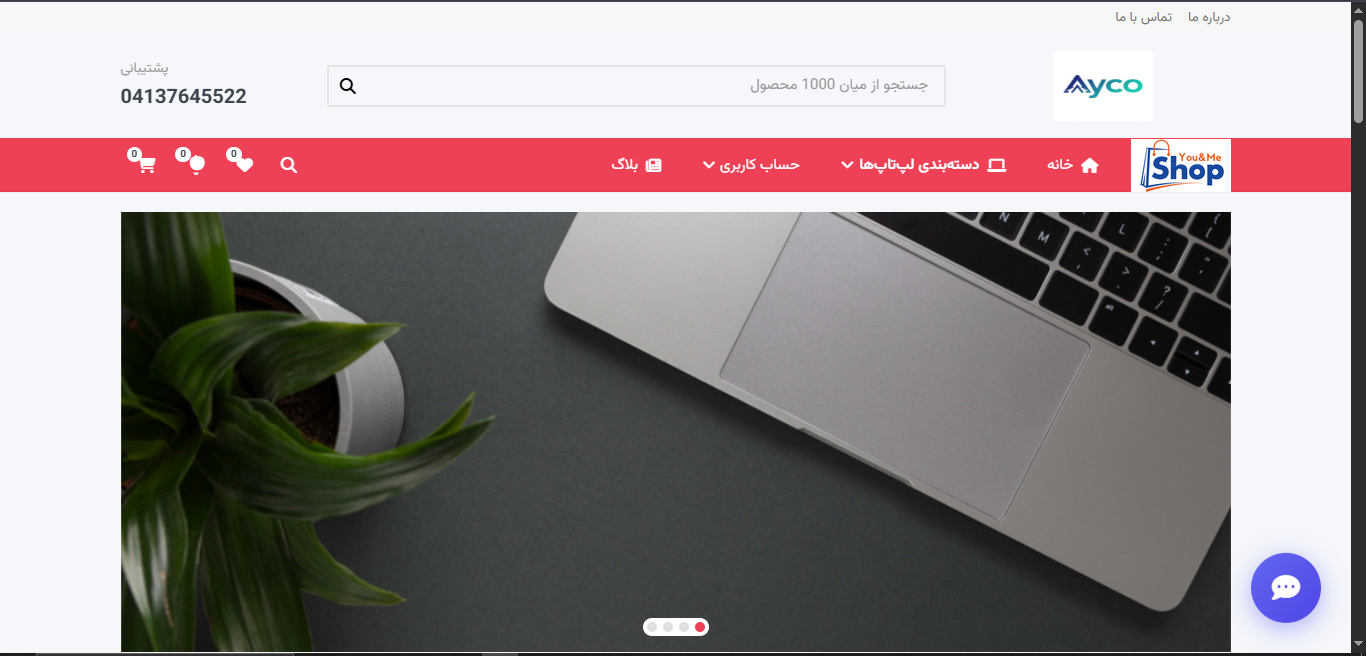 درباره ما
تماس با ما
Ayco
جستجو از میان 1000 محصول
پشتیبانی
04137645522
You&Me
Shop
خانه
دسته‌بندی لپ‌تاپ‌ها
حساب کاربری
بلاگ
0
0
0
N
M
L
:
;
"
'
{
[
<
,
>
.
?
/
alt